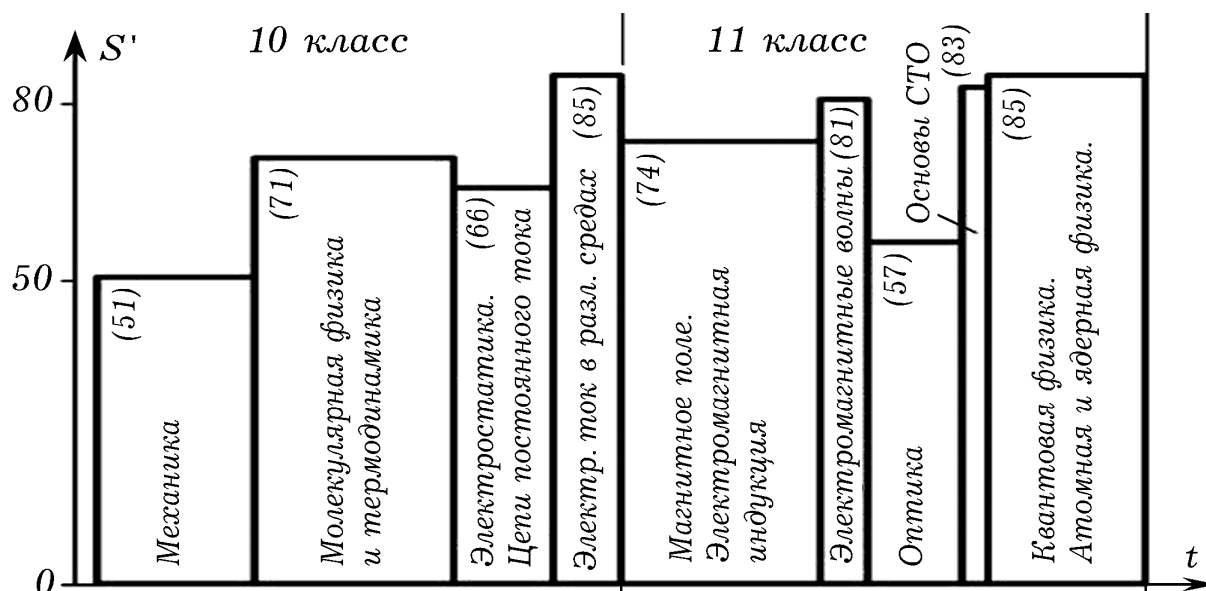 S'
10 класс
11 класс
80
50
0
(51)
Механика
(71)
Молекулярная физика
и термодинамика
(66)
Электростатика.
Цепи постоянного тока
Электр. ток в разл. средах (85)
(74)
Магнитное поле.
Электромагнитная
индукция
Электромагнитные волны (81)
(57)
Оптика
Основы СТО
(83)
(85)
Квантовая физика.
Атомная и ядерная физика.
t